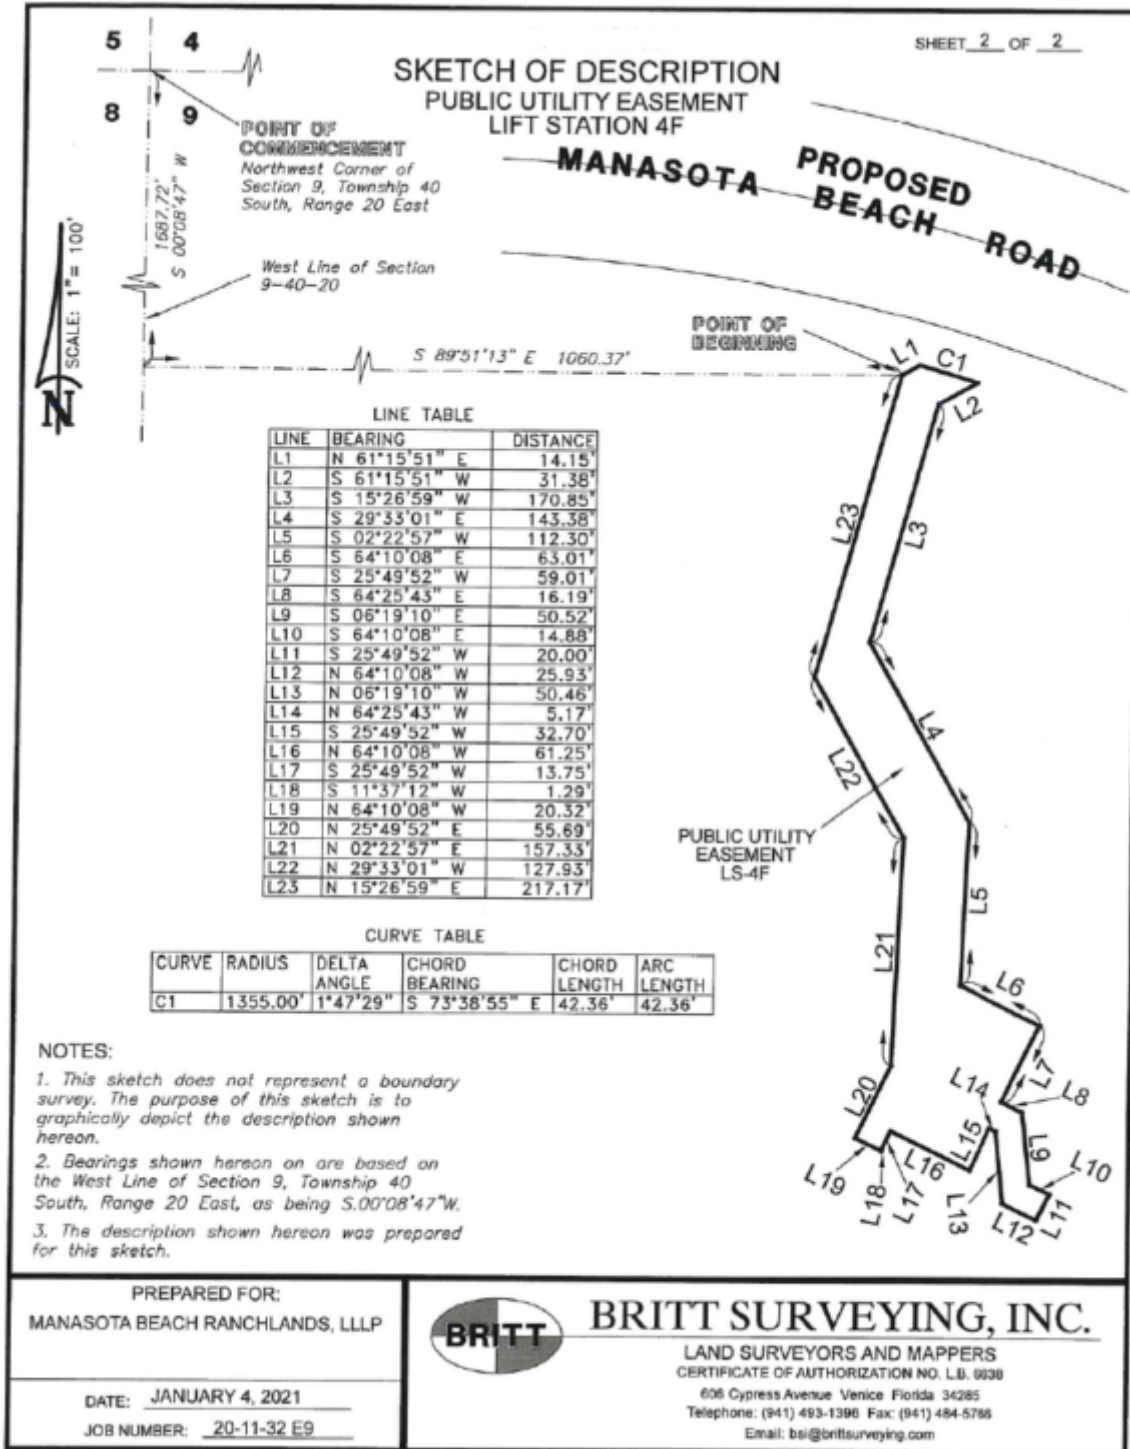 SHEET 2 OF 2
5 4
8 9
SKETCH OF DESCRIPTION
PUBLIC UTILITY EASEMENT
LIFT STATION 4F
POINT OF
COMMENCEMENT
Northwest Corner of
Section 9, Township 40
South, Range 20 East
1687.72'
S 00°08'47" W
West Line of Section
9-40-20
SCALE: 1"= 100'
N
PROPOSED
MANASOTA BEACH ROAD
POINT OF
BEGINNING
S 89°51'13" E 1060.37'
L1
C1
L2
L23
L3
L4
L22
PUBLIC UTILITY
EASEMENT
LS-4F
L5
L21
L6
L7
L14
L8
L20
L15
L9
L10
L16
L19
L18
L17
L13
L12
L11
LINE TABLE
LINE BEARING DISTANCE
L1 N 61°15'51" E 14.15'
L2 S 61°15'51" W 31.38'
L3 S 15°26'59" W 170.85'
L4 S 29°33'01" E 143.38'
L5 S 02°22'57" W 112.30'
L6 S 64°10'08" E 63.01'
L7 S 25°49'52" W 59.01'
L8 S 64°25'43" E 16.19'
L9 S 06°19'10" E 50.52'
L10 S 64°10'08" E 14.88'
L11 S 25°49'52" W 20.00'
L12 N 64°10'08" W 25.93'
L13 N 06°19'10" W 50.46'
L14 N 64°25'43" W 5.17'
L15 S 25°49'52" W 32.70'
L16 N 64°10'08" W 61.25'
L17 S 25°49'52" W 13.75'
L18 S 11°37'12" W 1.29'
L19 N 64°10'08" W 20.32'
L20 N 25°49'52" E 55.69'
L21 N 02°22'57" E 157.33'
L22 N 29°33'01" W 127.93'
L23 N 15°26'59" E 217.17'
CURVE TABLE
CURVE RADIUS DELTA ANGLE CHORD BEARING CHORD LENGTH ARC LENGTH
C1 1355.00' 1°47'29" S 73°38'55" E 42.36' 42.36'
NOTES:
1. This sketch does not represent a boundary
survey. The purpose of this sketch is to
graphically depict the description shown
hereon.
2. Bearings shown hereon on are based on
the West Line of Section 9, Township 40
South, Range 20 East, as being S.00°08'47"W.
3. The description shown hereon was prepared
for this sketch.
PREPARED FOR:
MANASOTA BEACH RANCHLANDS, LLLP
DATE: JANUARY 4, 2021
JOB NUMBER: 20-11-32 E9
BRITT
BRITT SURVEYING, INC.
LAND SURVEYORS AND MAPPERS
CERTIFICATE OF AUTHORIZATION NO. L.B. 6638
606 Cypress Avenue Venice Florida 34285
Telephone: (941) 493-1396 Fax: (941) 484-5766
Email: bsi@brittsurveying.com